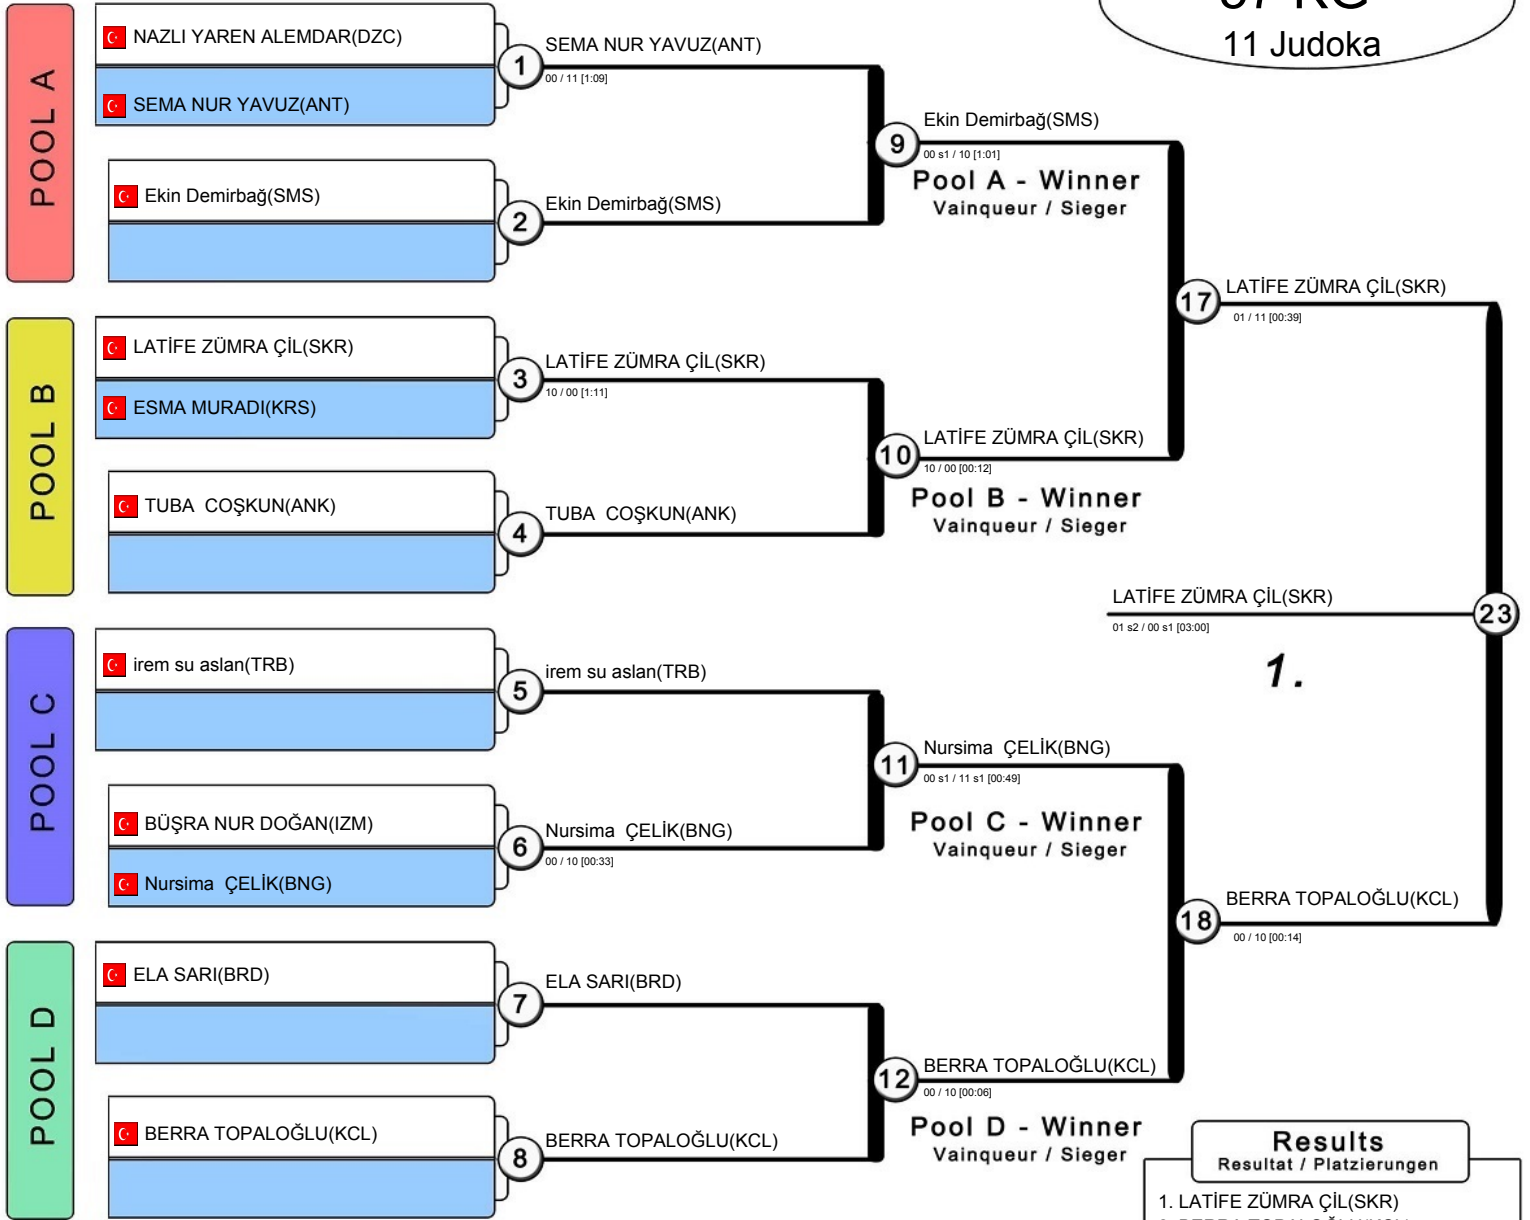 11 Judoka
POOL A
NAZLI YAREN ALEMDAR(DZC)
SEMA NUR YAVUZ(ANT)
1
SEMA NUR YAVUZ(ANT)
00 / 11 [1:09]
Ekin Demirbağ(SMS)
2
Ekin Demirbağ(SMS)
9
Ekin Demirbağ(SMS)
00 s1 / 10 [1:01]
Pool A - Winner
Vainqueur / Sieger
POOL B
LATİFE ZÜMRA ÇİL(SKR)
ESMA MURADI(KRS)
3
LATİFE ZÜMRA ÇİL(SKR)
10 / 00 [1:11]
TUBA  COŞKUN(ANK)
4
TUBA  COŞKUN(ANK)
10
LATİFE ZÜMRA ÇİL(SKR)
10 / 00 [00:12]
Pool B - Winner
Vainqueur / Sieger
17
LATİFE ZÜMRA ÇİL(SKR)
01 / 11 [00:39]
LATİFE ZÜMRA ÇİL(SKR)
01 s2 / 00 s1 [03:00]
23
1.
POOL C
irem su aslan(TRB)
5
irem su aslan(TRB)
BÜŞRA NUR DOĞAN(IZM)
Nursima  ÇELİK(BNG)
6
Nursima  ÇELİK(BNG)
00 / 10 [00:33]
11
Nursima  ÇELİK(BNG)
00 s1 / 11 s1 [00:49]
Pool C - Winner
Vainqueur / Sieger
18
BERRA TOPALOĞLU(KCL)
00 / 10 [00:14]
POOL D
ELA SARI(BRD)
7
ELA SARI(BRD)
BERRA TOPALOĞLU(KCL)
8
BERRA TOPALOĞLU(KCL)
12
BERRA TOPALOĞLU(KCL)
00 / 10 [00:06]
Pool D - Winner
Vainqueur / Sieger
Results
Resultat / Platzierungen
1. LATİFE ZÜMRA ÇİL(SKR)